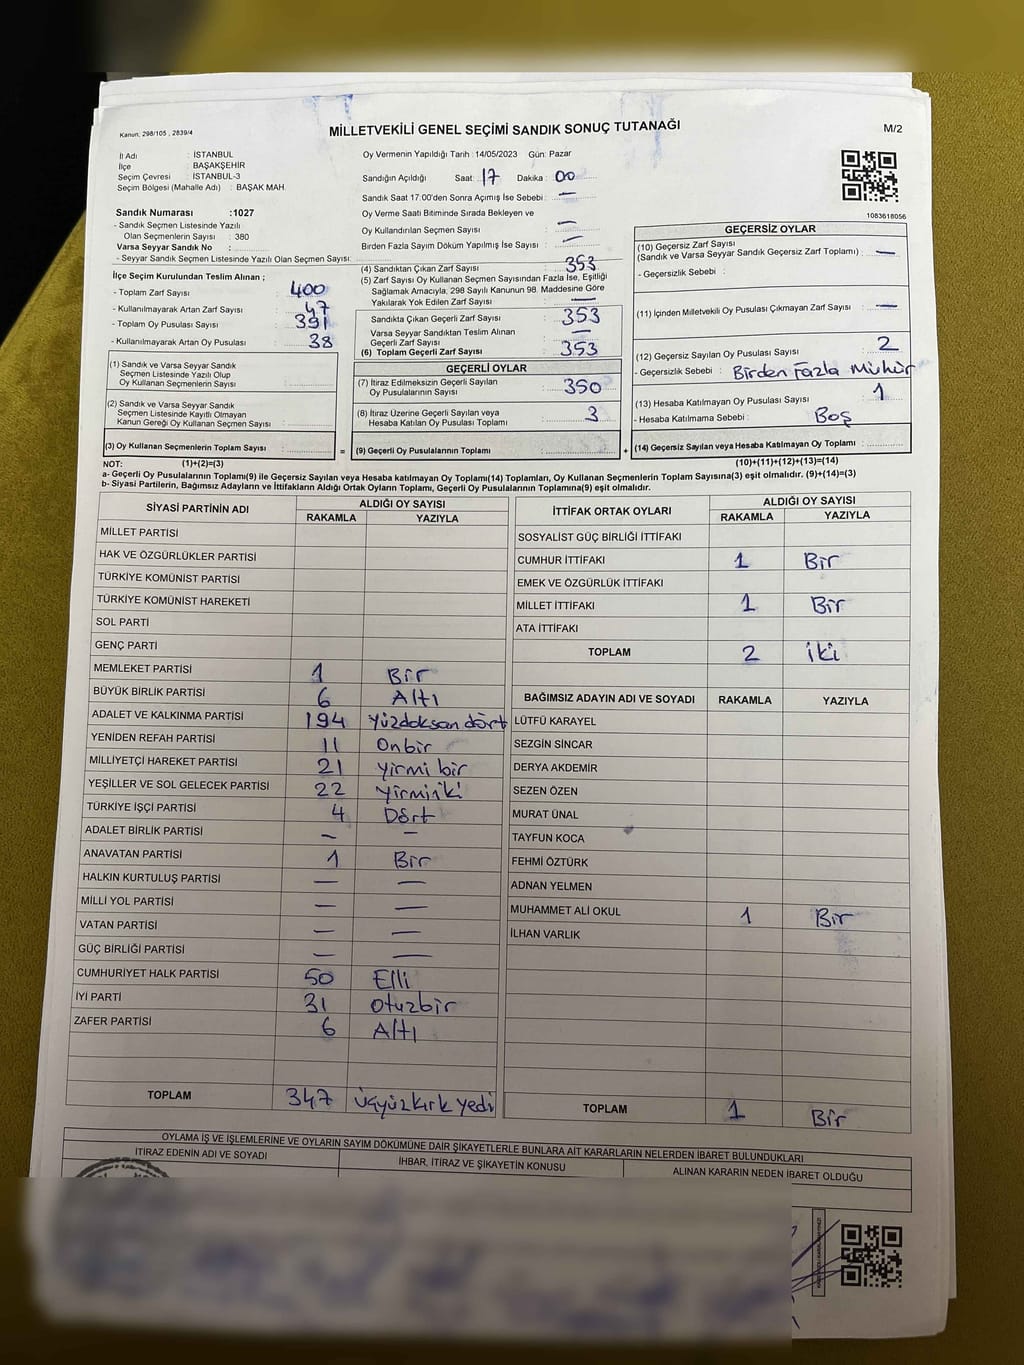 Kanun; 298/105 , 2839/4
MİLLETVEKİLİ GENEL SEÇİMİ SANDIK SONUÇ TUTANAĞI
M/2
İl Adı : İSTANBUL
İlçe : BAŞAKŞEHİR
Seçim Çevresi : İSTANBUL-3
Seçim Bölgesi (Mahalle Adı) : BAŞAK MAH.
Oy Vermenin Yapıldığı Tarih : 14/05/2023 Gün: Pazar
Sandığın Açıldığı Saat: 17 Dakika : 00
Sandık Saat 17:00'den Sonra Açımış İse Sebebi : —
Oy Verme Saati Bitiminde Sırada Bekleyen ve
Oy Kullandırılan Seçmen Sayısı : —
Birden Fazla Sayım Döküm Yapılmış İse Sayısı : —
1083618056
Sandık Numarası :1027
- Sandık Seçmen Listesinde Yazılı
Olan Seçmenlerin Sayısı : 380
Varsa Seyyar Sandık No :
- Seyyar Sandık Seçmen Listesinde Yazılı Olan Seçmen Sayısı:
İlçe Seçim Kurulundan Teslim Alınan ;
- Toplam Zarf Sayısı : 400
- Kullanılmayarak Artan Zarf Sayısı : 47
- Toplam Oy Pusulası Sayısı : 391
- Kullanılmayarak Artan Oy Pusulası : 38
(1) Sandık ve Varsa Seyyar Sandık
Seçmen Listesinde Yazılı Olup
Oy Kullanan Seçmenlerin Sayısı :
(2) Sandık ve Varsa Seyyar Sandık
Seçmen Listesinde Kayıtlı Olmayan
Kanun Gereği Oy Kullanan Seçmen Sayısı :
(3) Oy Kullanan Seçmenlerin Toplam Sayısı :
(4) Sandıktan Çıkan Zarf Sayısı : 353
(5) Zarf Sayısı Oy Kullanan Seçmen Sayısından Fazla İse, Eşitliği
Sağlamak Amacıyla, 298 Sayılı Kanunun 98. Maddesine Göre
Yakılarak Yok Edilen Zarf Sayısı : —
Sandıkta Çıkan Geçerli Zarf Sayısı : 353
Varsa Seyyar Sandıktan Teslim Alınan
Geçerli Zarf Sayısı : —
(6) Toplam Geçerli Zarf Sayısı : 353
GEÇERLİ OYLAR
(7) İtiraz Edilmeksizin Geçerli Sayılan
Oy Pusulalarının Sayısı : 350
(8) İtiraz Üzerine Geçerli Sayılan veya
Hesaba Katılan Oy Pusulası Toplamı : 3
= (9) Geçerli Oy Pusulalarının Toplamı :
GEÇERSİZ OYLAR
(10) Geçersiz Zarf Sayısı
(Sandık ve Varsa Seyyar Sandık Geçersiz Zarf Toplamı) : —
- Geçersizlik Sebebi :
(11) İçinden Milletvekili Oy Pusulası Çıkmayan Zarf Sayısı : —
(12) Geçersiz Sayılan Oy Pusulası Sayısı : 2
- Geçersizlik Sebebi : Birden Fazla Mühür
(13) Hesaba Katılmayan Oy Pusulası Sayısı : 1
- Hesaba Katılmama Sebebi : Boş
+ (14) Geçersiz Sayılan veya Hesaba Katılmayan Oy Toplamı :
NOT: (1)+(2)=(3)
(10)+(11)+(12)+(13)=(14)
a- Geçerli Oy Pusulalarının Toplamı(9) ile Geçersiz Sayılan veya Hesaba katılmayan Oy Toplamı(14) Toplamları, Oy Kullanan Seçmenlerin Toplam Sayısına(3) eşit olmalıdır. (9)+(14)=(3)
b- Siyasi Partilerin, Bağımsız Adayların ve İttifakların Aldığı Ortak Oyların Toplamı, Geçerli Oy Pusulalarının Toplamına(9) eşit olmalıdır.
SİYASİ PARTİNİN ADI
ALDIĞI OY SAYISI
RAKAMLA YAZIYLA
MİLLET PARTİSİ
HAK VE ÖZGÜRLÜKLER PARTİSİ
TÜRKİYE KOMÜNİST PARTİSİ
TÜRKİYE KOMÜNİST HAREKETİ
SOL PARTİ
GENÇ PARTİ
MEMLEKET PARTİSİ 1 Bir
BÜYÜK BİRLİK PARTİSİ 6 Altı
ADALET VE KALKINMA PARTİSİ 194 Yüzdoksan dört
YENİDEN REFAH PARTİSİ 11 Onbir
MİLLİYETÇİ HAREKET PARTİSİ 21 Yirmi bir
YEŞİLLER VE SOL GELECEK PARTİSİ 22 Yirmiiki
TÜRKİYE İŞÇİ PARTİSİ 4 Dört
ADALET BİRLİK PARTİSİ — —
ANAVATAN PARTİSİ 1 Bir
HALKIN KURTULUŞ PARTİSİ — —
MİLLİ YOL PARTİSİ — —
VATAN PARTİSİ — —
GÜÇ BİRLİĞİ PARTİSİ — —
CUMHURİYET HALK PARTİSİ 50 Elli
İYİ PARTİ 31 Otuzbir
ZAFER PARTİSİ 6 Altı
TOPLAM 347 Üçyüzkırk yedi
İTTİFAK ORTAK OYLARI
ALDIĞI OY SAYISI
RAKAMLA YAZIYLA
SOSYALİST GÜÇ BİRLİĞİ İTTİFAKI
CUMHUR İTTİFAKI 1 Bir
EMEK VE ÖZGÜRLÜK İTTİFAKI
MİLLET İTTİFAKI 1 Bir
ATA İTTİFAKI
TOPLAM 2 İki
BAĞIMSIZ ADAYIN ADI VE SOYADI RAKAMLA YAZIYLA
LÜTFÜ KARAYEL
SEZGİN SİNCAR
DERYA AKDEMİR
SEZEN ÖZEN
MURAT ÜNAL
TAYFUN KOCA
FEHMİ ÖZTÜRK
ADNAN YELMEN
MUHAMMET ALİ OKUL 1 Bir
İLHAN VARLIK
TOPLAM 1 Bir
OYLAMA İŞ VE İŞLEMLERİNE VE OYLARIN SAYIM DÖKÜMÜNE DAİR ŞİKAYETLERLE BUNLARA AİT KARARLARIN NELERDEN İBARET BULUNDUKLARI
İTİRAZ EDENİN ADI VE SOYADI
İHBAR, İTİRAZ VE ŞİKAYETİN KONUSU
ALINAN KARARIN NEDEN İBARET OLDUĞU